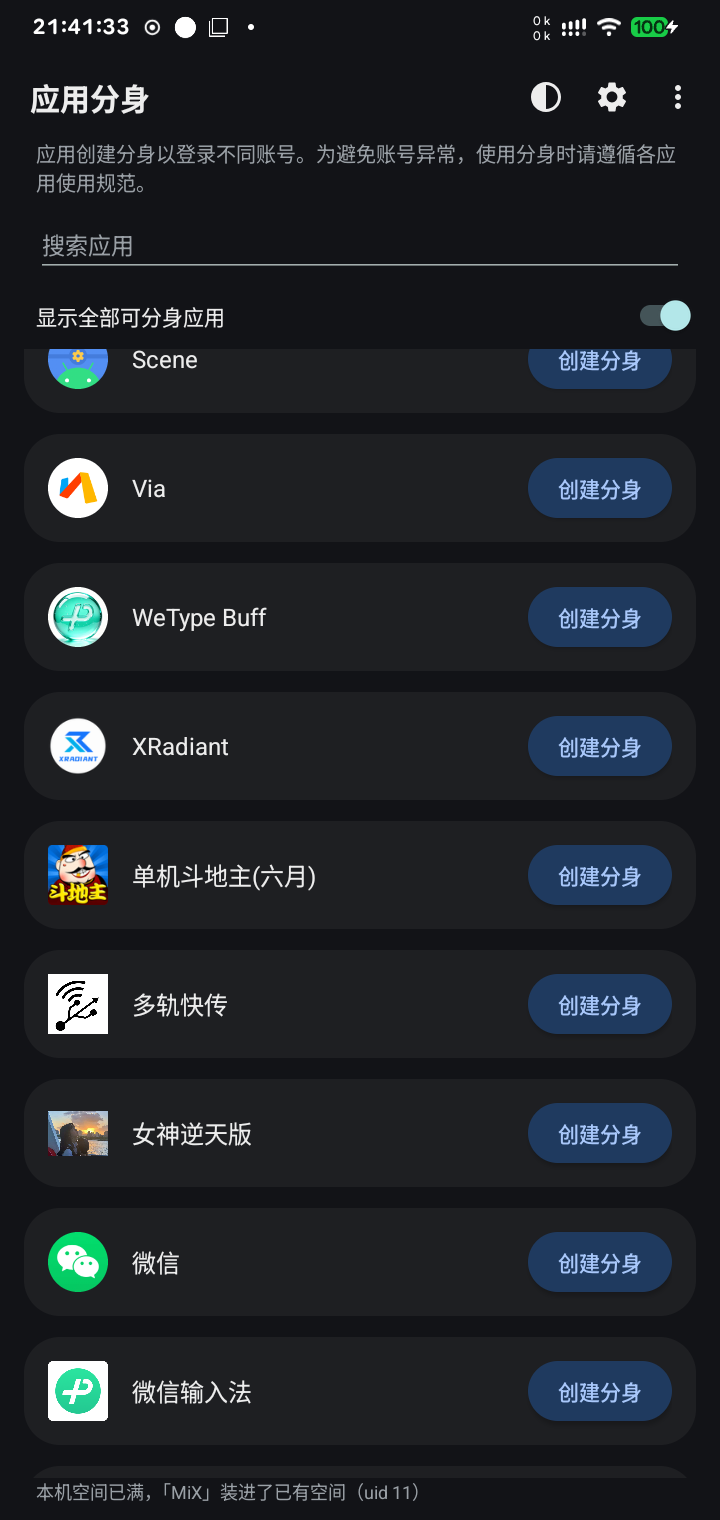 21:41:33
0 k
0 k
100
应用分身
应用创建分身以登录不同账号。为避免账号异常，使用分身时请遵循各应
用使用规范。
搜索应用
显示全部可分身应用
Scene 创建分身
Via 创建分身
WeType Buff 创建分身
XRADIANT XRadiant 创建分身
斗地主 单机斗地主(六月) 创建分身
多轨快传 创建分身
女神逆天版 创建分身
微信 创建分身
微信输入法 创建分身
本机空间已满，「MiX」装进了已有空间（uid 11）